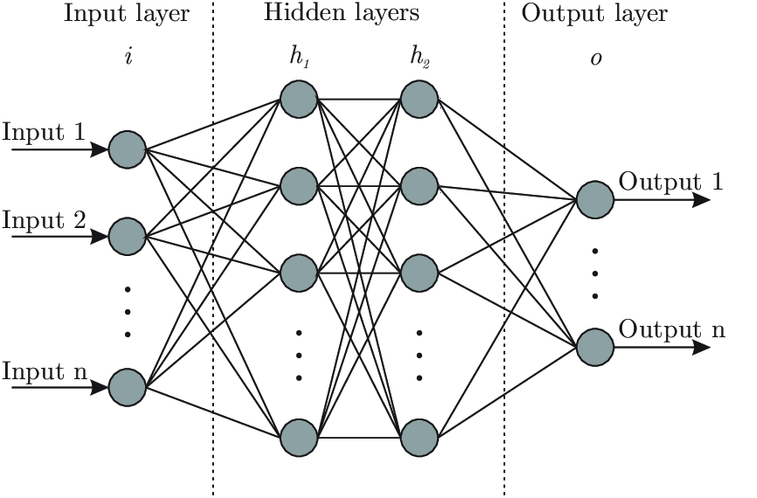 Input layer
Hidden layers
Output layer
i
h₁
h₂
o
Input 1
Input 2
Input n
Output 1
Output n